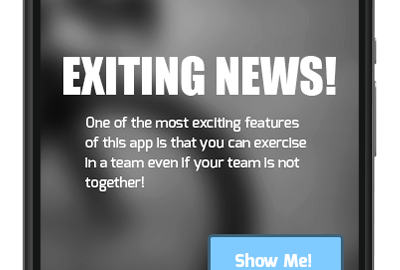 EXITING NEWS!
One of the most exciting features
of this app is that you can exercise
in a team even if your team is not
together!
Show Me!